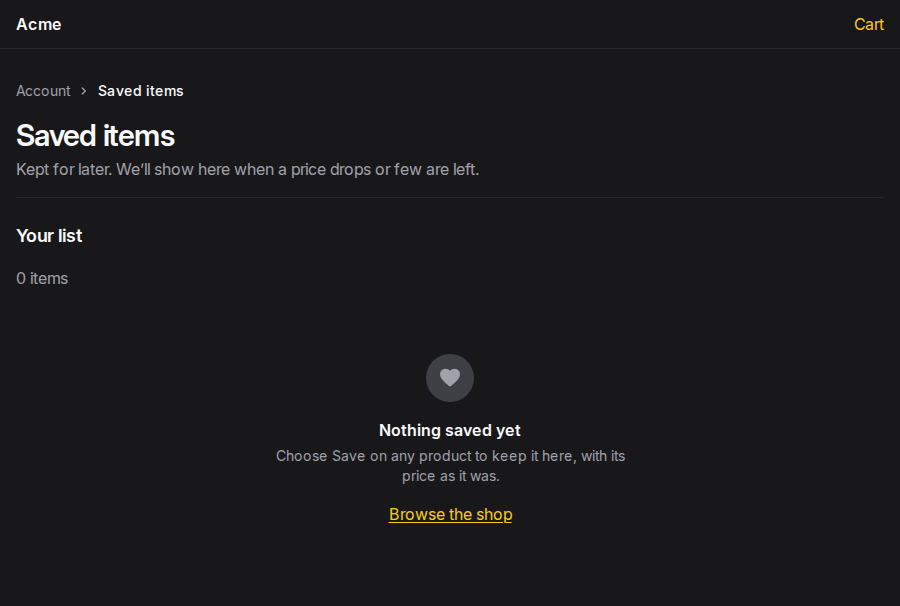 Acme
Cart
Account > Saved items
Saved items
Kept for later. We’ll show here when a price drops or few are left.
Your list
0 items
Nothing saved yet
Choose Save on any product to keep it here, with its
price as it was.
Browse the shop